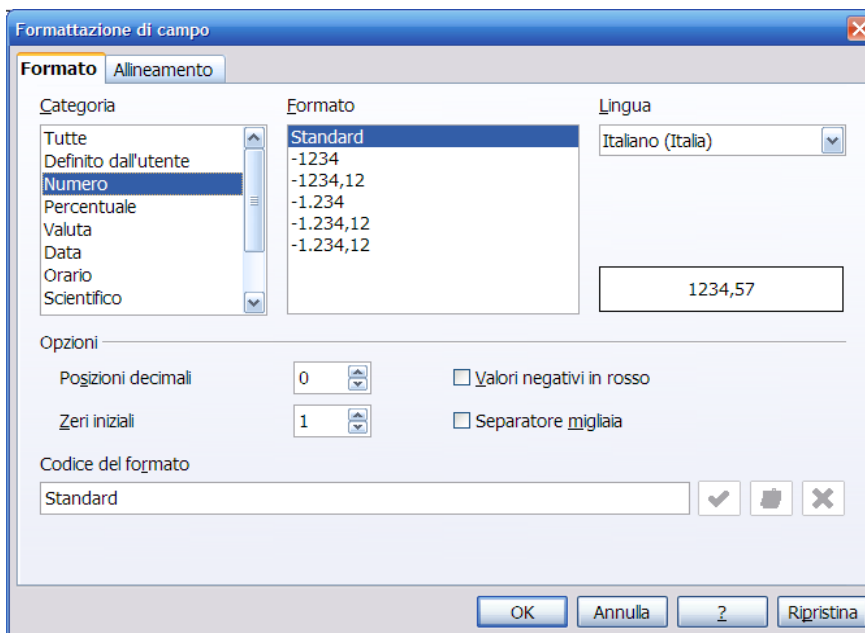 Formattazione di campo
Formato Allineamento
Categoria Formato Lingua
Tutte
Definito dall'utente
Numero
Percentuale
Valuta
Data
Orario
Scientifico
Standard
-1234
-1234,12
-1.234
-1.234,12
-1.234,12
Italiano (Italia)
1234,57
Opzioni
Posizioni decimali 0 Valori negativi in rosso
Zeri iniziali 1 Separatore migliaia
Codice del formato
Standard
OK Annulla ? Ripristina